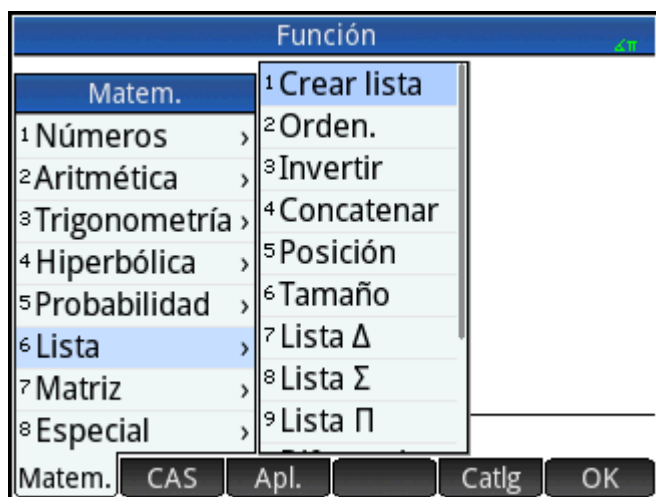 Función
∡π
Matem.
1 Números ›
2 Aritmética ›
3 Trigonometría ›
4 Hiperbólica ›
5 Probabilidad ›
6 Lista ›
7 Matriz ›
8 Especial ›
1 Crear lista
2 Orden.
3 Invertir
4 Concatenar
5 Posición
6 Tamaño
7 Lista Δ
8 Lista Σ
9 Lista Π
Matem. CAS Apl. Catlg OK